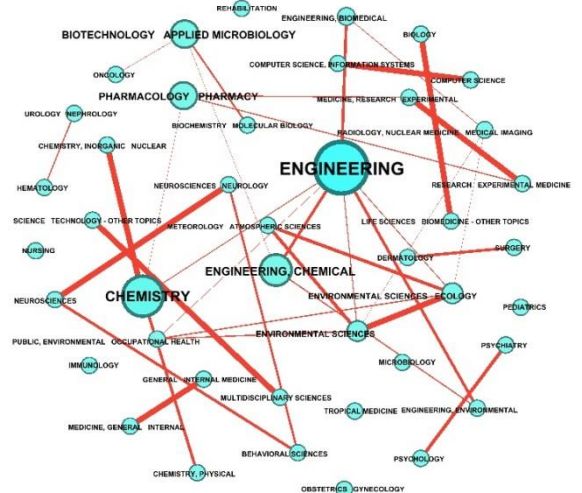 REHABILITATION
ENGINEERING, BIOMEDICAL
BIOTECHNOLOGY APPLIED MICROBIOLOGY
BIOLOGY
COMPUTER SCIENCE, INFORMATION SYSTEMS
ONCOLOGY
COMPUTER SCIENCE
MEDICINE, RESEARCH EXPERIMENTAL
PHARMACOLOGY PHARMACY
UROLOGY NEPHROLOGY
BIOCHEMISTRY MOLECULAR BIOLOGY
RADIOLOGY, NUCLEAR MEDICINE MEDICAL IMAGING
CHEMISTRY, INORGANIC NUCLEAR
ENGINEERING
HEMATOLOGY
NEUROSCIENCES NEUROLOGY
RESEARCH EXPERIMENTAL MEDICINE
SCIENCE TECHNOLOGY - OTHER TOPICS
METEOROLOGY ATMOSPHERIC SCIENCES
LIFE SCIENCES BIOMEDICINE - OTHER TOPICS
NURSING
SURGERY
DERMATOLOGY
ENGINEERING, CHEMICAL
NEUROSCIENCES
CHEMISTRY
ENVIRONMENTAL SCIENCES - ECOLOGY
PEDIATRICS
PUBLIC, ENVIRONMENTAL OCCUPATIONAL HEALTH
ENVIRONMENTAL SCIENCES
PSYCHIATRY
IMMUNOLOGY
MICROBIOLOGY
GENERAL INTERNAL MEDICINE
MULTIDISCIPLINARY SCIENCES
TROPICAL MEDICINE
ENGINEERING, ENVIRONMENTAL
MEDICINE, GENERAL INTERNAL
BEHAVIORAL SCIENCES
PSYCHOLOGY
CHEMISTRY, PHYSICAL
OBSTETRICS GYNECOLOGY